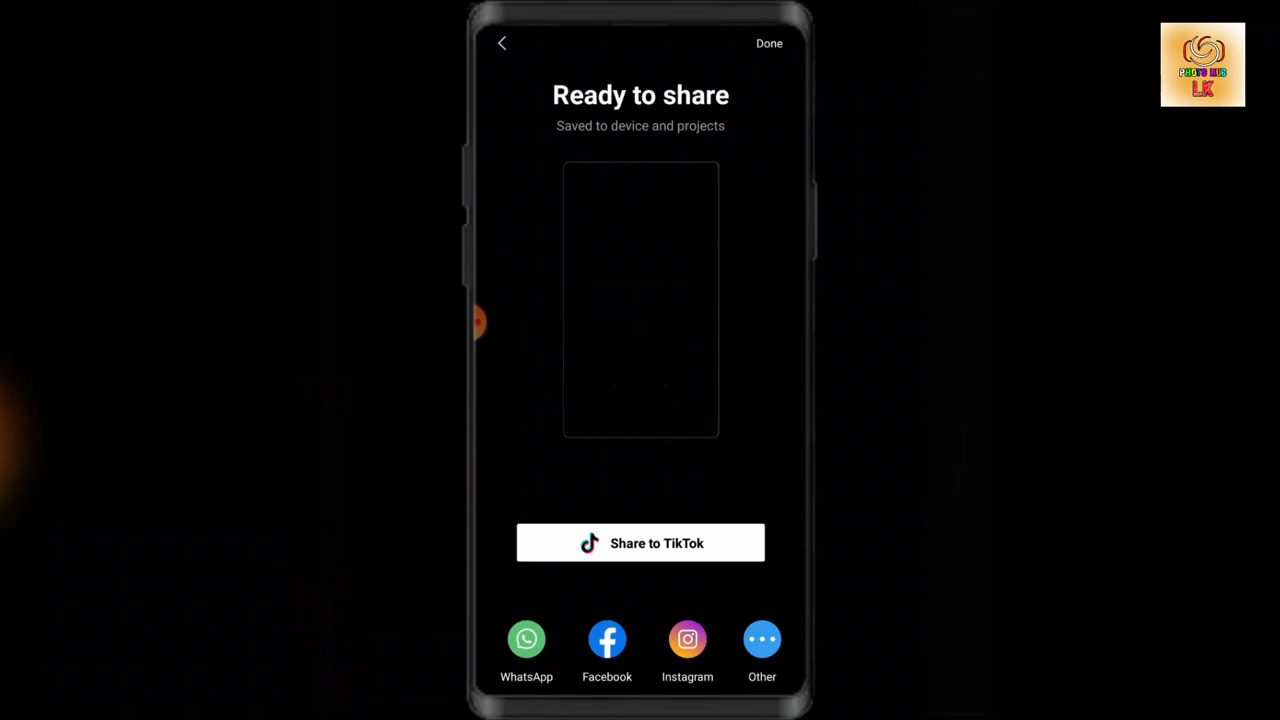 Done
Ready to share
Saved to device and projects
Share to TikTok
WhatsApp
Facebook
Instagram
Other
PHOTO HUB
LK